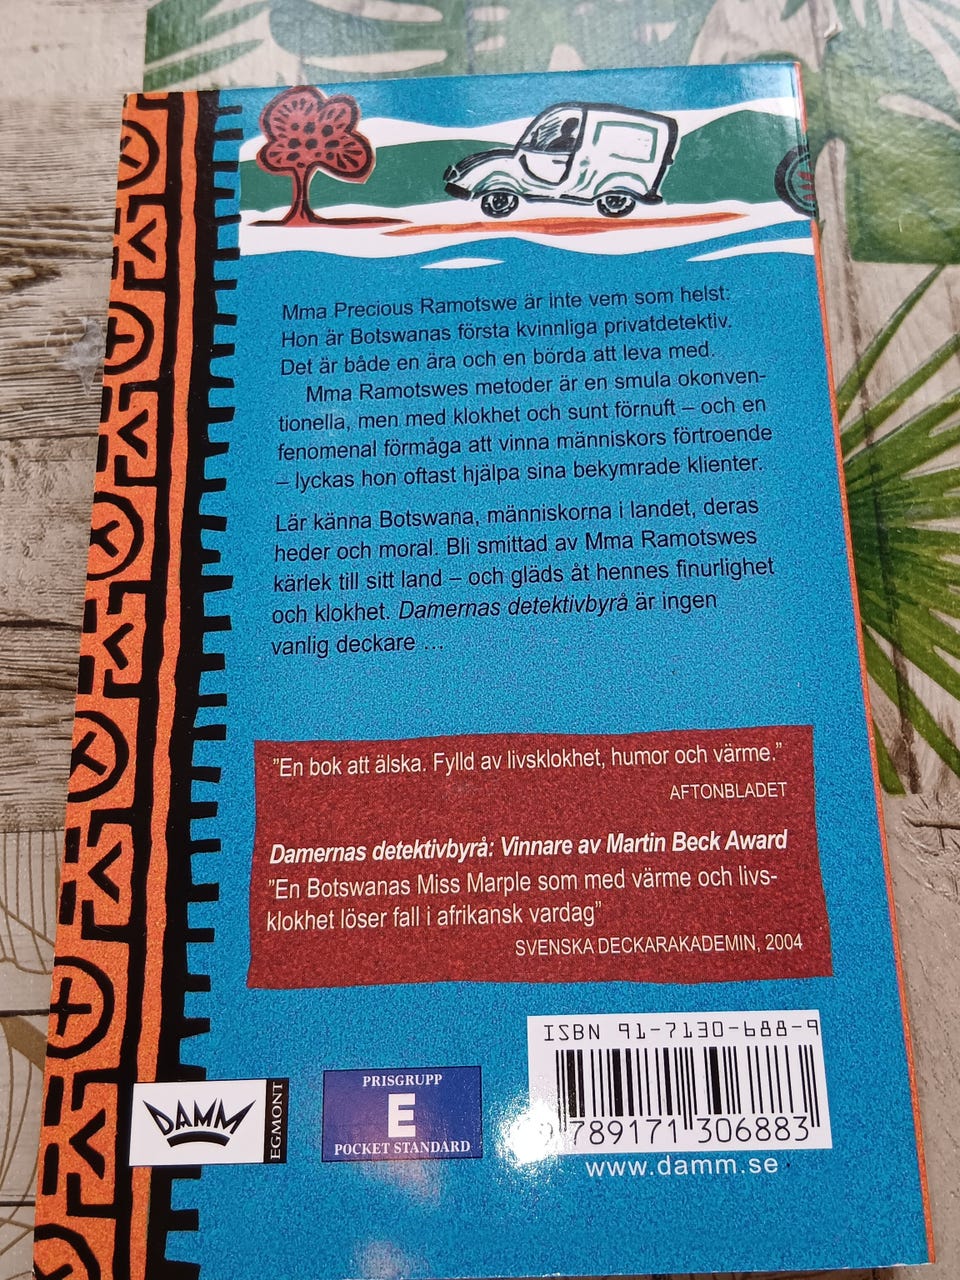 Mma Precious Ramotswe är inte vem som helst:
Hon är Botswanas första kvinnliga privatdetektiv.
Det är både en ära och en börda att leva med.
Mma Ramotswes metoder är en smula okonven-
tionella, men med klokhet och sunt förnuft – och en
fenomenal förmåga att vinna människors förtroende
– lyckas hon oftast hjälpa sina bekymrade klienter.
Lär känna Botswana, människorna i landet, deras
heder och moral. Bli smittad av Mma Ramotswes
kärlek till sitt land – och gläds åt hennes finurlighet
och klokhet. Damernas detektivbyrå är ingen
vanlig deckare ...
"En bok att älska. Fylld av livsklokhet, humor och värme."
AFTONBLADET
Damernas detektivbyrå: Vinnare av Martin Beck Award
"En Botswanas Miss Marple som med värme och livs-
klokhet löser fall i afrikansk vardag"
SVENSKA DECKARAKADEMIN, 2004
ISBN 91-7130-688-9
9 789171 306883
www.damm.se
DAMM
EGMONT
PRISGRUPP
E
POCKET STANDARD